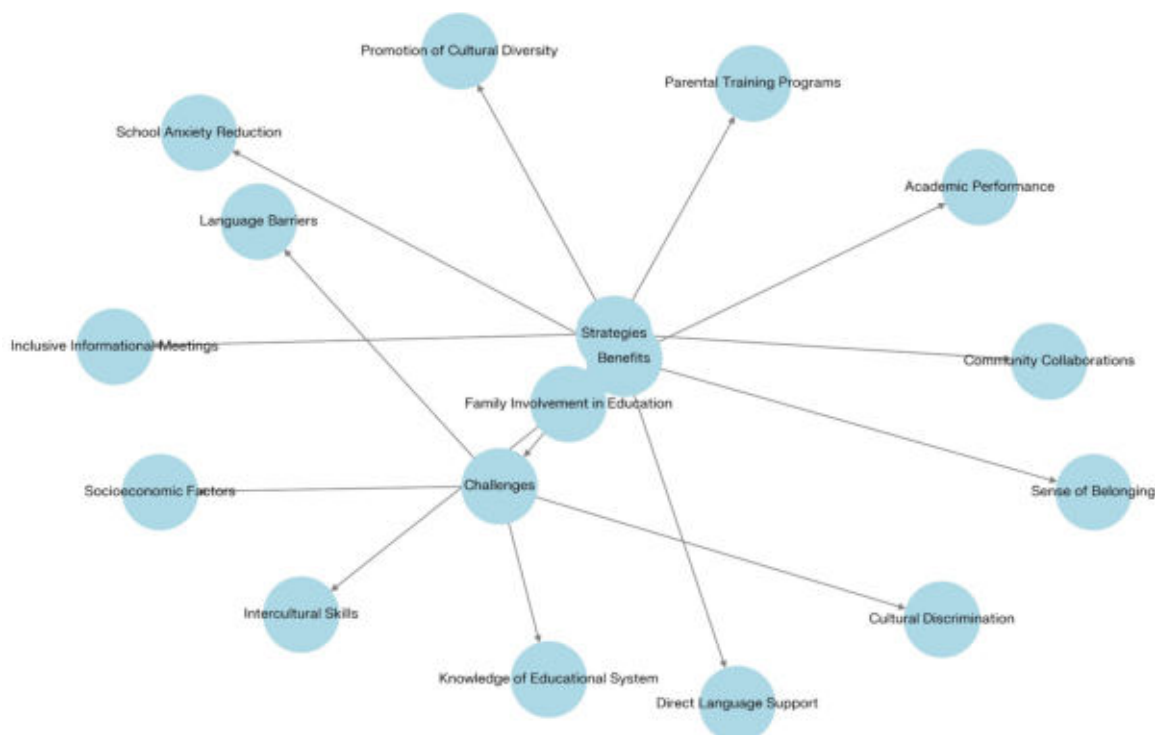 Promotion of Cultural Diversity
Parental Training Programs
School Anxiety Reduction
Academic Performance
Language Barriers
Strategies
Inclusive Informational Meetings
Benefits
Community Collaborations
Family Involvement in Education
Challenges
Socioeconomic Factors
Sense of Belonging
Intercultural Skills
Cultural Discrimination
Knowledge of Educational System
Direct Language Support